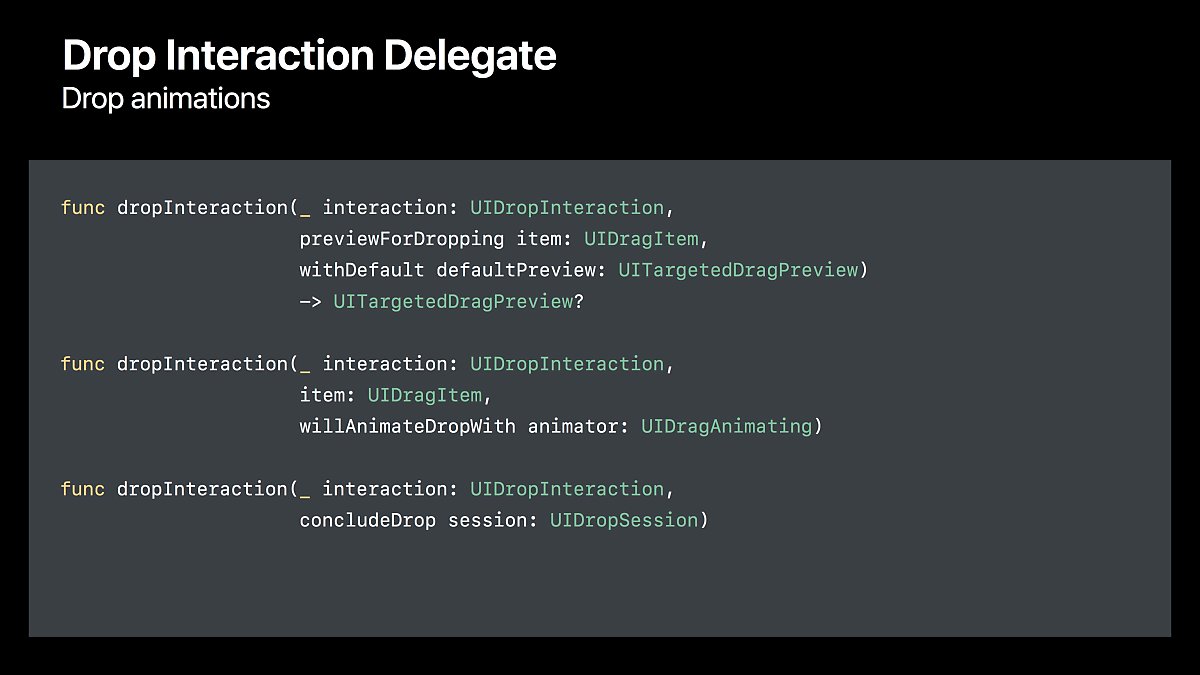 Drop Interaction Delegate
Drop animations
func dropInteraction(_ interaction: UIDropInteraction,
previewForDropping item: UIDragItem,
withDefault defaultPreview: UITargetedDragPreview)
—> UITargetedDragPreview?
func dropInteraction(_ interaction: UIDropInteraction,
item: UIDragItem,
willAnimateDropWith animator: UIDragAnimating)
func dropInteraction(_ interaction: UIDropInteraction,
concludeDrop session: UIDropSession)